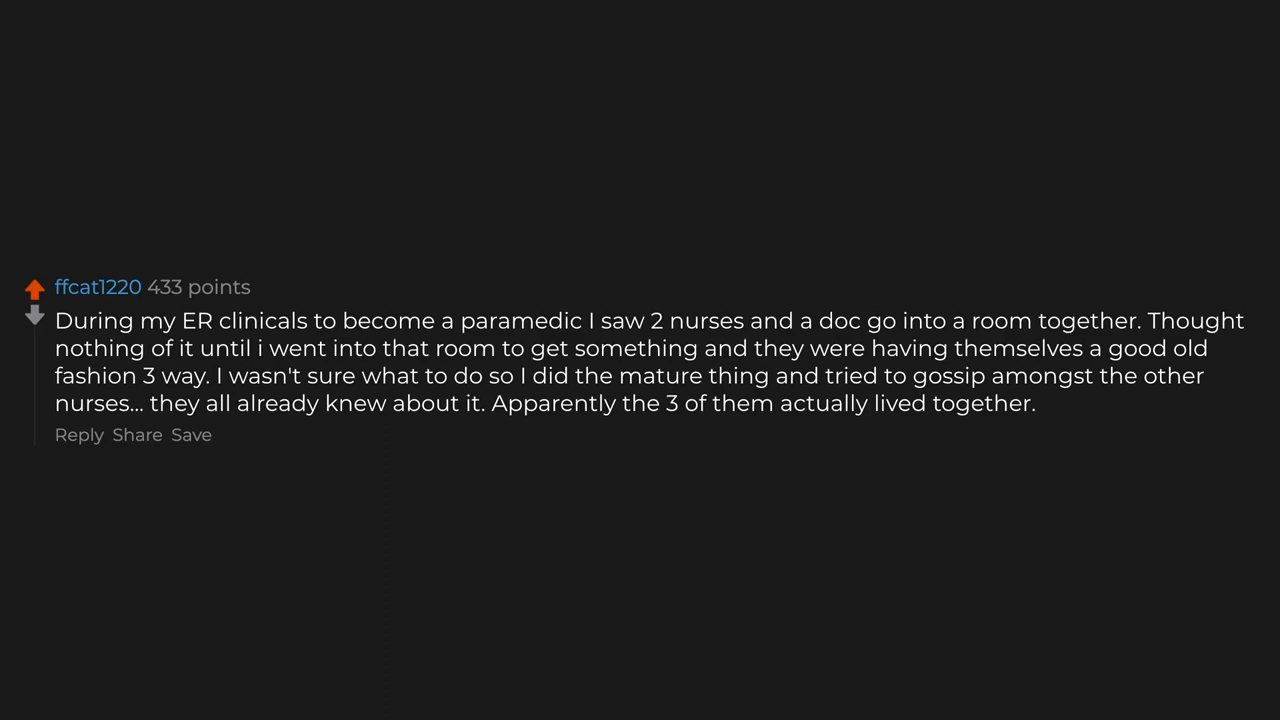 ffcat1220 433 points
During my ER clinicals to become a paramedic I saw 2 nurses and a doc go into a room together. Thought
nothing of it until i went into that room to get something and they were having themselves a good old
fashion 3 way. I wasn't sure what to do so I did the mature thing and tried to gossip amongst the other
nurses... they all already knew about it. Apparently the 3 of them actually lived together.
Reply Share Save